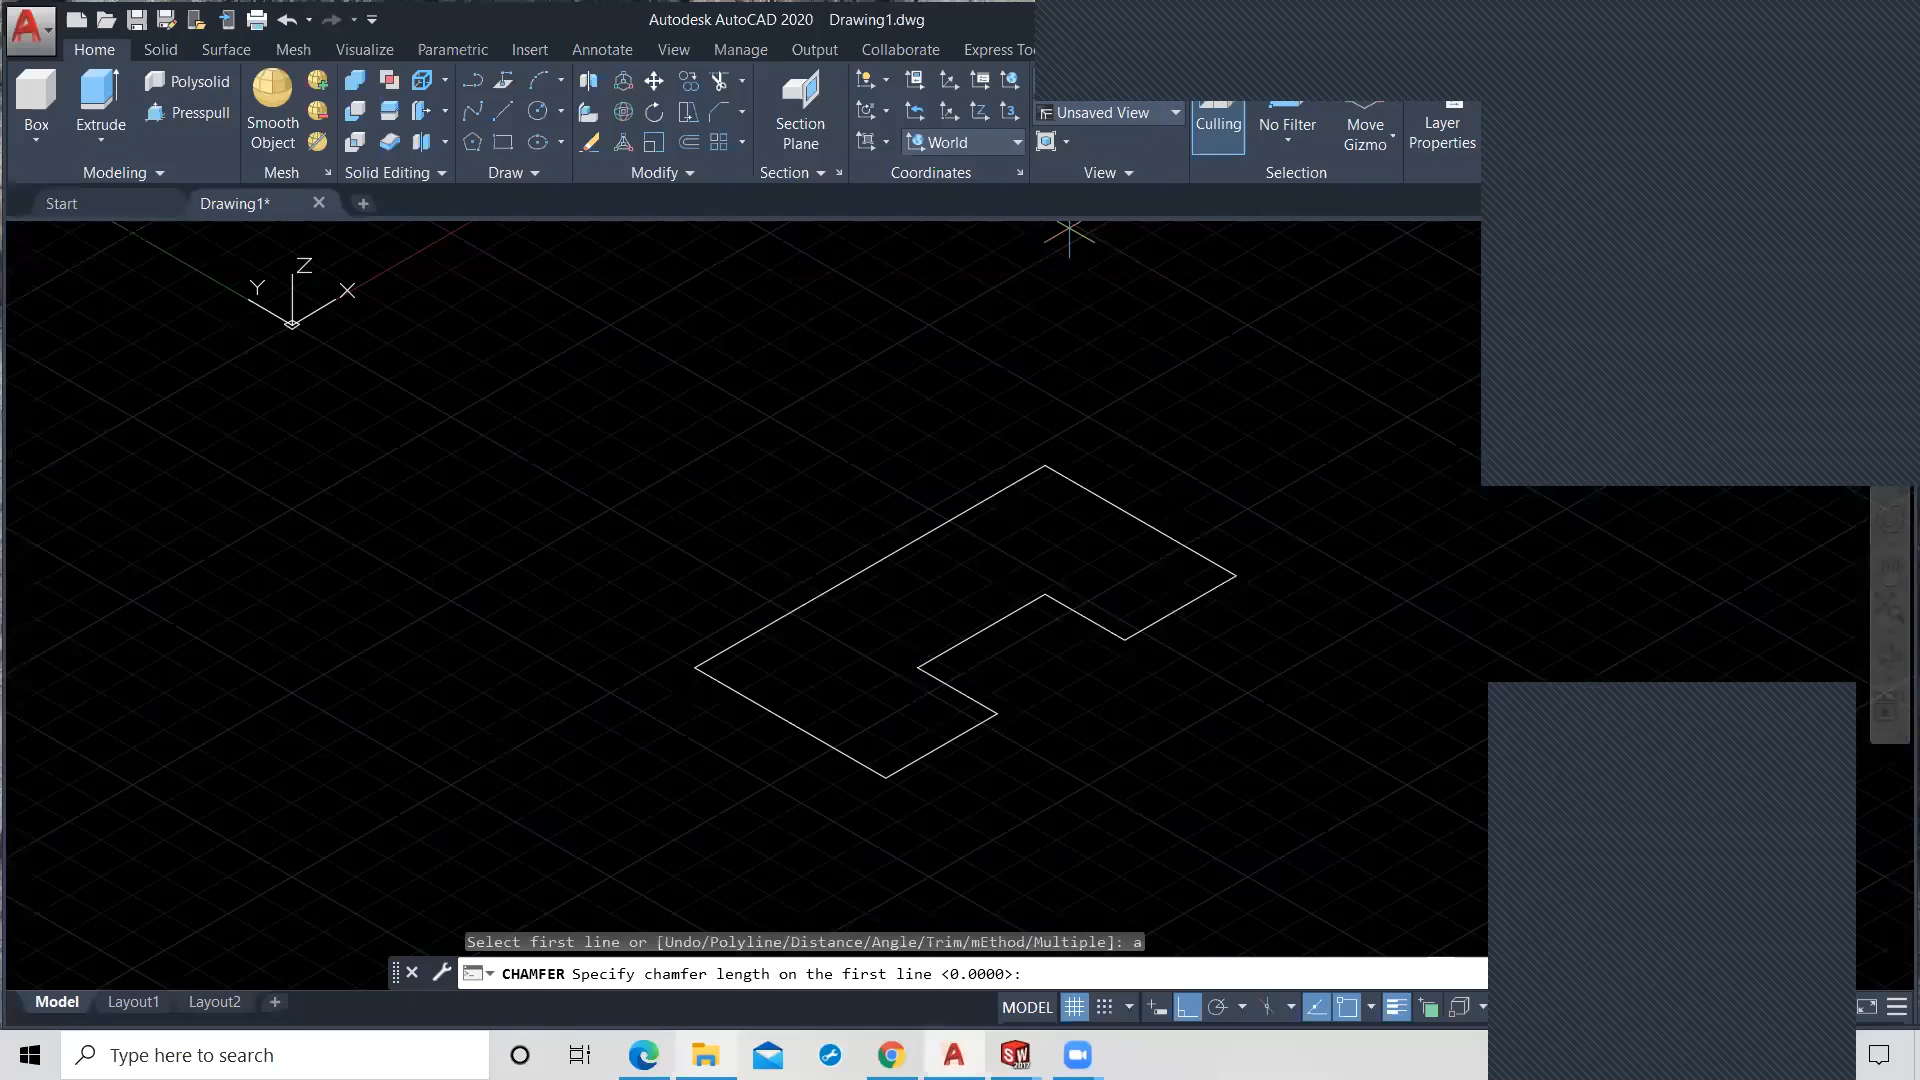 Autodesk AutoCAD 2020 Drawing1.dwg
Home Solid Surface Mesh Visualize Parametric Insert Annotate View Manage Output Collaborate Express Too
Box
Extrude
Polysolid
Presspull
Smooth
Object
Section
Plane
World
Unsaved View
Culling
No Filter
Move
Gizmo
Layer
Properties
Modeling Mesh Solid Editing Draw Modify Section Coordinates View Selection
Start Drawing1*
Z
Y
X
Select first line or [Undo/Polyline/Distance/Angle/Trim/mEthod/Multiple]: a
CHAMFER Specify chamfer length on the first line <0.0000>:
Model Layout1 Layout2
MODEL
Type here to search
SW
2017